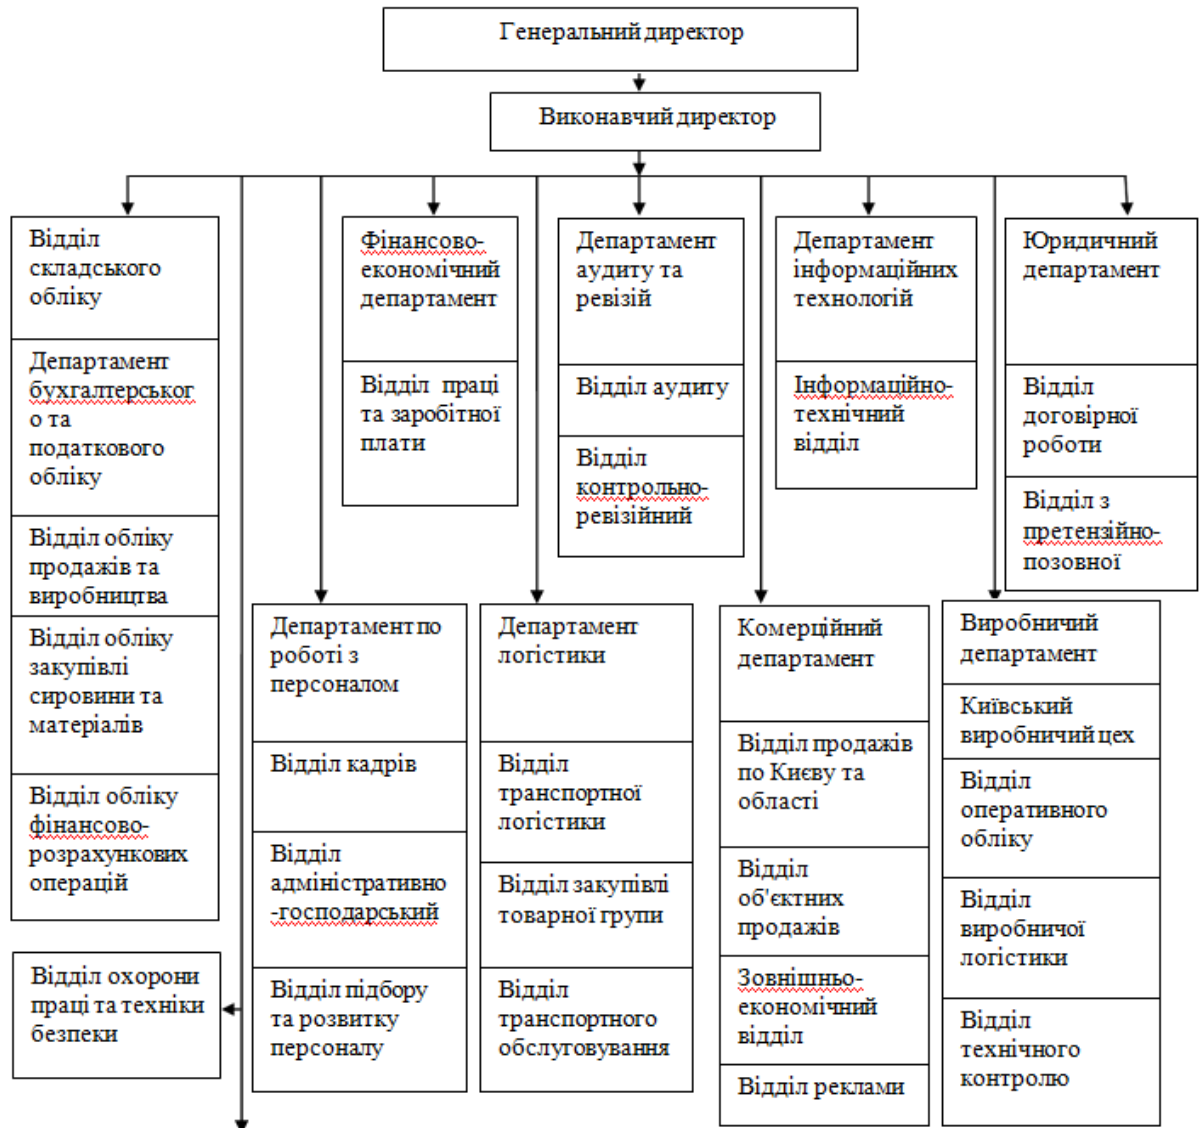 Генеральний директор
Виконавчий директор
Відділ
складського
обліку
Департамент
бухгалтерськог
о та
податкового
обліку
Відділ обліку
продажів та
виробництва
Відділ обліку
закупівлі
сировини та
матеріалів
Відділ обліку
фінансово-
розрахункових
операцій
Відділ охорони
праці та техніки
безпеки
Фінансово-
економічний
департамент
Відділ праці
та заробітної
плати
Департамент
аудиту та
ревізій
Відділ аудиту
Відділ
контрольно-
ревізійний
Департамент
інформаційних
технологій
Інформаційно-
технічний
відділ
Юридичний
департамент
Відділ
договірної
роботи
Відділ з
претензійно-
позовної
Департамент по
роботі з
персоналом
Відділ кадрів
Відділ
адміністративно
-господарський
Відділ підбору
та розвитку
персоналу
Департамент
логістики
Відділ
транспортної
логістики
Відділ закупівлі
товарної групи
Відділ
транспортного
обслуговування
Комерційний
департамент
Відділ продажів
по Києву та
області
Відділ
об'єктних
продажів
Зовнішньо-
економічний
відділ
Відділ реклами
Виробничий
департамент
Київський
виробничий цех
Відділ
оперативного
обліку
Відділ
виробничої
логістики
Відділ
технічного
контролю